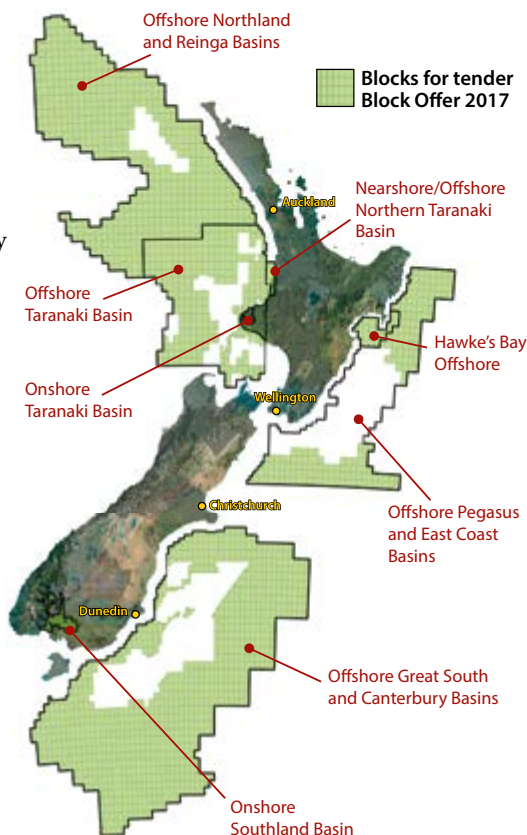 Offshore Northland
and Reinga Basins
Blocks for tender
Block Offer 2017
Auckland
Nearshore/Offshore
Northern Taranaki
Basin
y
Offshore
Taranaki Basin
Hawke's Bay
Offshore
Onshore
Taranaki Basin
Wellington
Christchurch
Offshore Pegasus
and East Coast
Basins
Dunedin
Offshore Great South
and Canterbury Basins
Onshore
Southland Basin